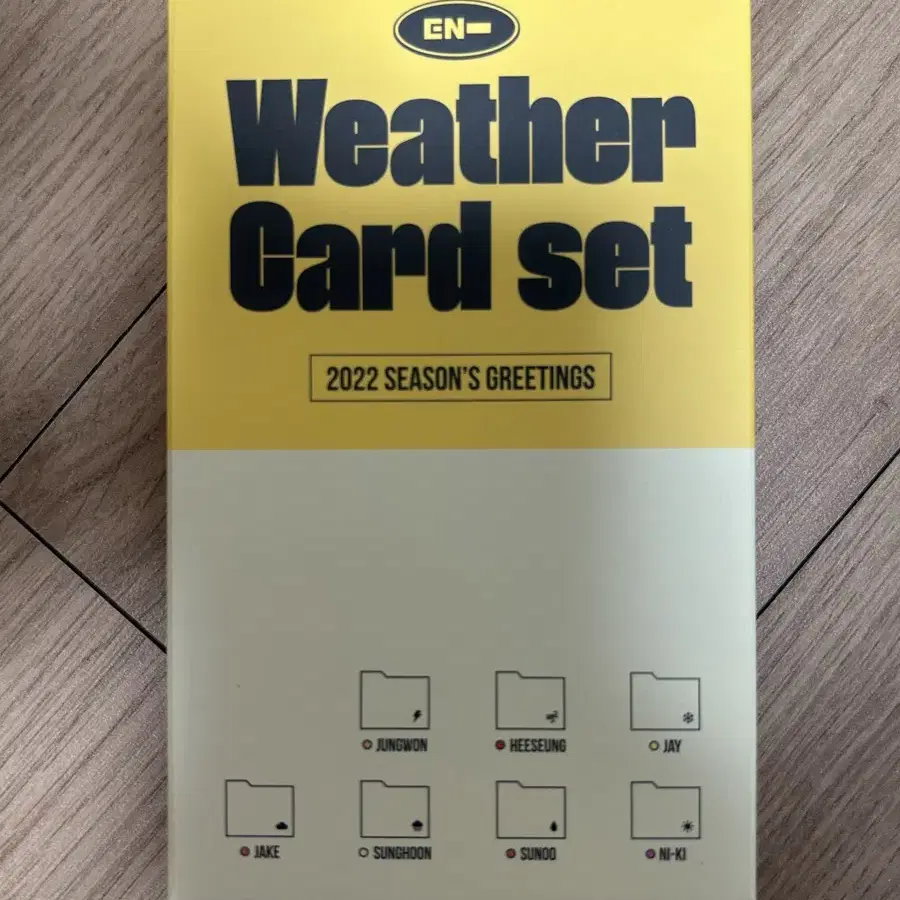 EN-
Weather
Card set
2022 SEASON'S GREETINGS
JUNGWON
HEESEUNG
JAY
JAKE
SUNGHOON
SUNOO
NI-KI